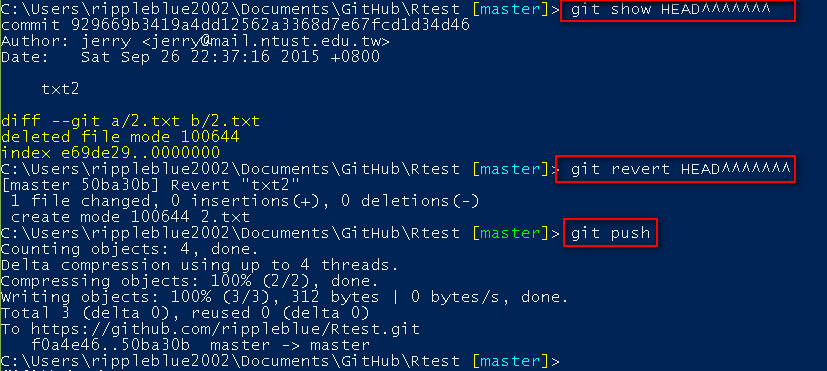 C:\Users\rippleblue2002\Documents\GitHub\Rtest [master]> git show HEAD^^^^^^^
commit 929669b3419a4dd12562a3368d7e67fcd1d34d46
Author: jerry <jerry@mail.ntust.edu.tw>
Date:   Sat Sep 26 22:37:16 2015 +0800
    txt2
diff --git a/2.txt b/2.txt
deleted file mode 100644
index e69de29..0000000
C:\Users\rippleblue2002\Documents\GitHub\Rtest [master]> git revert HEAD^^^^^^^
[master 50ba30b] Revert "txt2"
 1 file changed, 0 insertions(+), 0 deletions(-)
 create mode 100644 2.txt
C:\Users\rippleblue2002\Documents\GitHub\Rtest [master]> git push
Counting objects: 4, done.
Delta compression using up to 4 threads.
Compressing objects: 100% (2/2), done.
Writing objects: 100% (3/3), 312 bytes | 0 bytes/s, done.
Total 3 (delta 0), reused 0 (delta 0)
To https://github.com/rippleblue/Rtest.git
   f0a4e46..50ba30b  master -> master
C:\Users\rippleblue2002\Documents\GitHub\Rtest [master]>